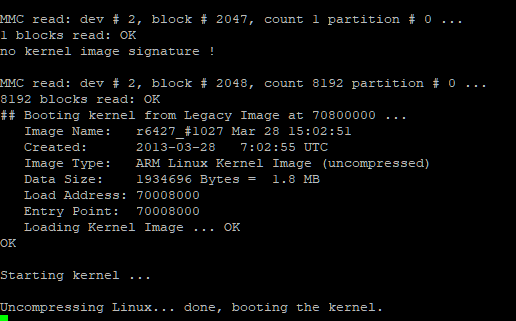 MMC read: dev # 2, block # 2047, count 1 partition # 0 ...
1 blocks read: OK
no kernel image signature !
MMC read: dev # 2, block # 2048, count 8192 partition # 0 ...
8192 blocks read: OK
## Booting kernel from Legacy Image at 70800000 ...
Image Name:   r6427_#1027 Mar 28 15:02:51
Created:      2013-03-28   7:02:55 UTC
Image Type:   ARM Linux Kernel Image (uncompressed)
Data Size:    1934696 Bytes =  1.8 MB
Load Address: 70008000
Entry Point:  70008000
Loading Kernel Image ... OK
OK
Starting kernel ...
Uncompressing Linux... done, booting the kernel.